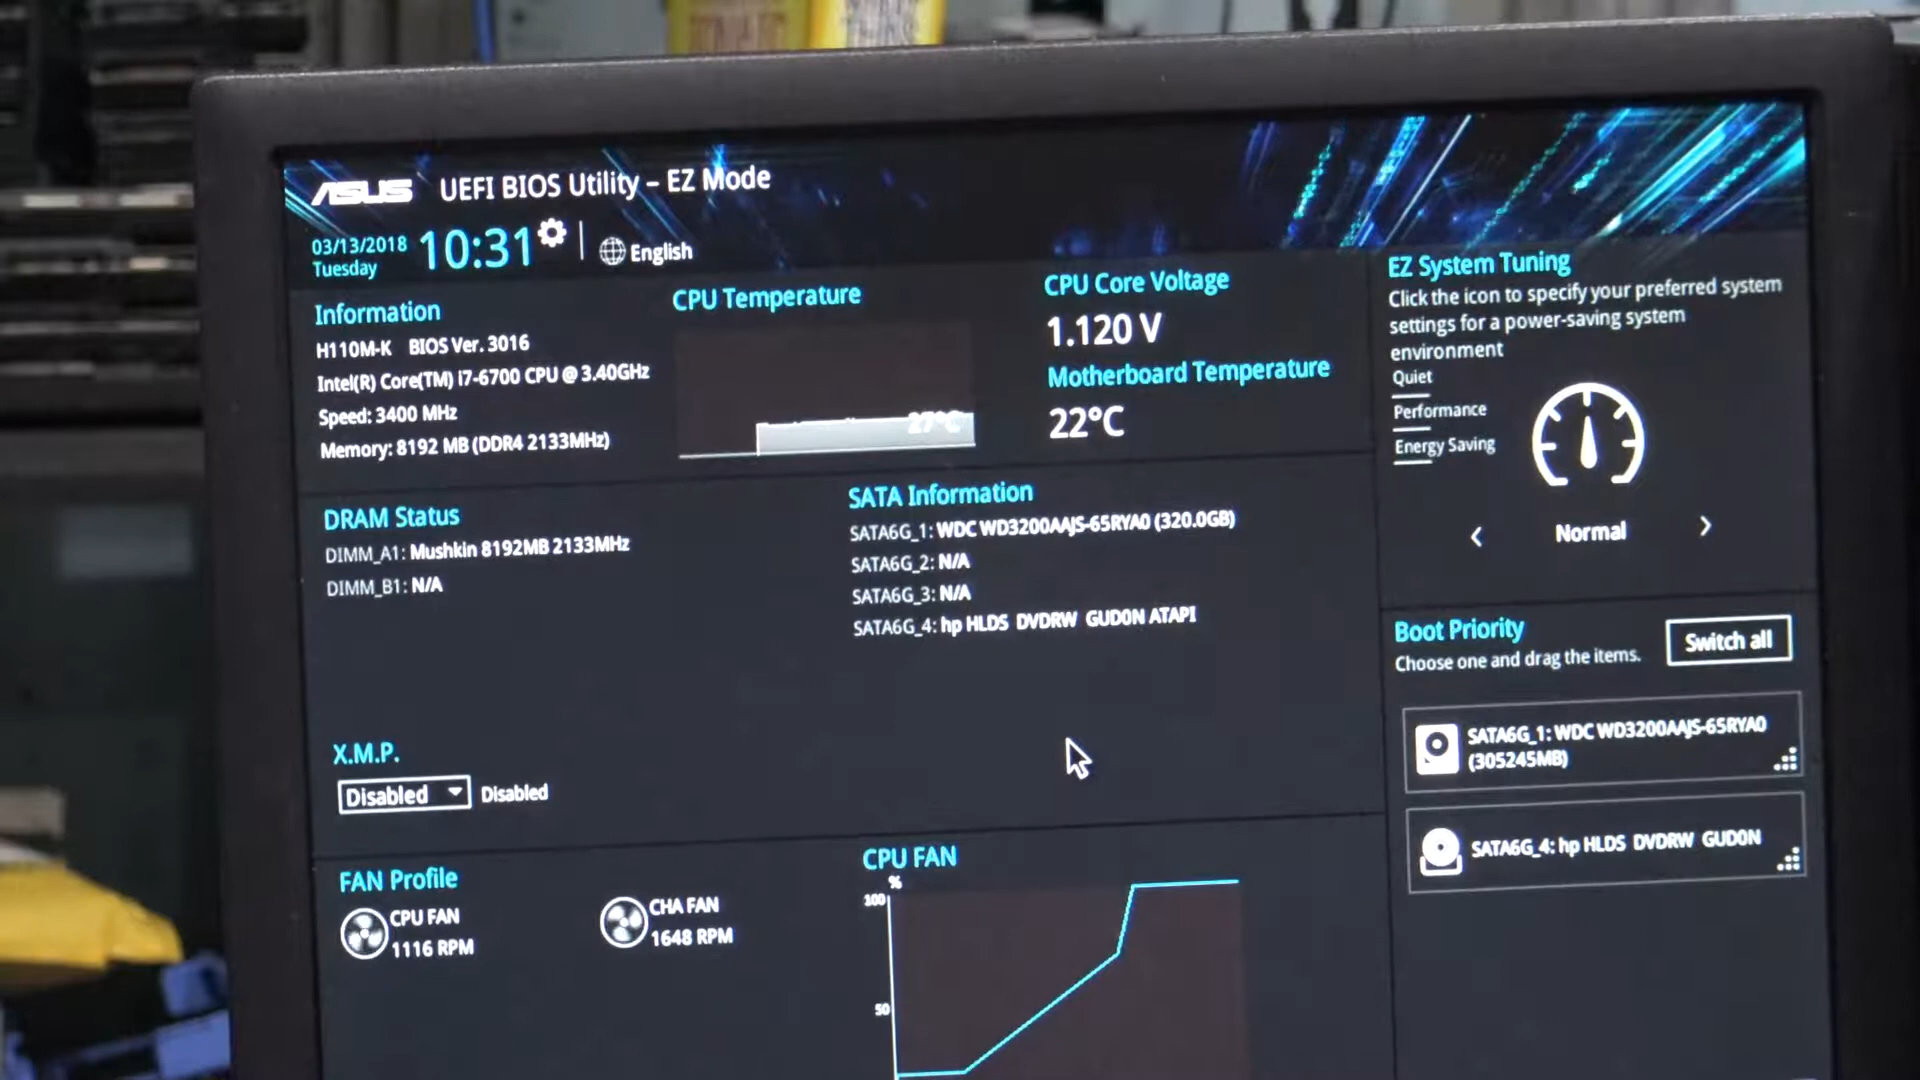 ASUS UEFI BIOS Utility – EZ Mode
03/13/2018
Tuesday
10:31
English
Information
H110M-K BIOS Ver. 3016
Intel(R) Core(TM) i7-6700 CPU @ 3.40GHz
Speed: 3400 MHz
Memory: 8192 MB (DDR4 2133MHz)
CPU Temperature
27°C
CPU Core Voltage
1.120 V
Motherboard Temperature
22°C
EZ System Tuning
Click the icon to specify your preferred system
settings for a power-saving system
environment
Quiet
Performance
Energy Saving
Normal
DRAM Status
DIMM_A1: Mushkin 8192MB 2133MHz
DIMM_B1: N/A
SATA Information
SATA6G_1: WDC WD3200AAJS-65RYA0 (320.0GB)
SATA6G_2: N/A
SATA6G_3: N/A
SATA6G_4: hp HLDS DVDRW GUD0N ATAPI
X.M.P.
Disabled Disabled
Boot Priority
Choose one and drag the items.
Switch all
SATA6G_1: WDC WD3200AAJS-65RYA0
(305245MB)
SATA6G_4: hp HLDS DVDRW GUD0N
FAN Profile
CPU FAN
1116 RPM
CHA FAN
1648 RPM
CPU FAN
%
100
50